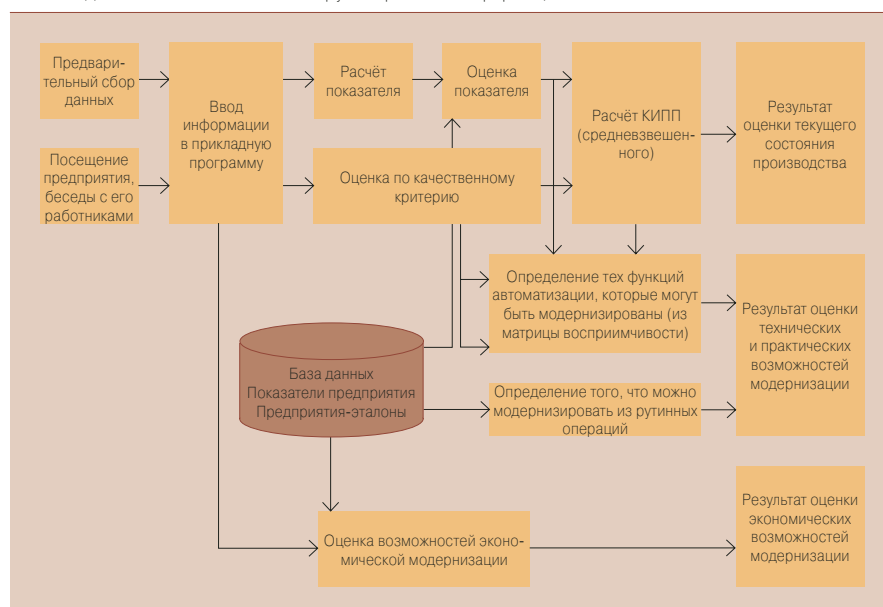 Предвари-
тельный сбор
данных
Посещение
предприятия,
беседы с его
работниками
Ввод
информации
в прикладную
программу
Расчёт
показателя
Оценка
показателя
Оценка по качественному
критерию
Расчёт КИПП
(средневзвешен-
ного)
Результат
оценки текущего
состояния
производства
Определение тех функций
автоматизации, которые могут
быть модернизированы (из
матрицы восприимчивости)
Результат оценки
технических
и практических
возможностей
модернизации
База данных
Показатели предприятия
Предприятия-эталоны
Определение того, что можно
модернизировать из рутинных
операций
Оценка возможностей эконо-
мической модернизации
Результат оценки
экономических
возможностей
модернизации